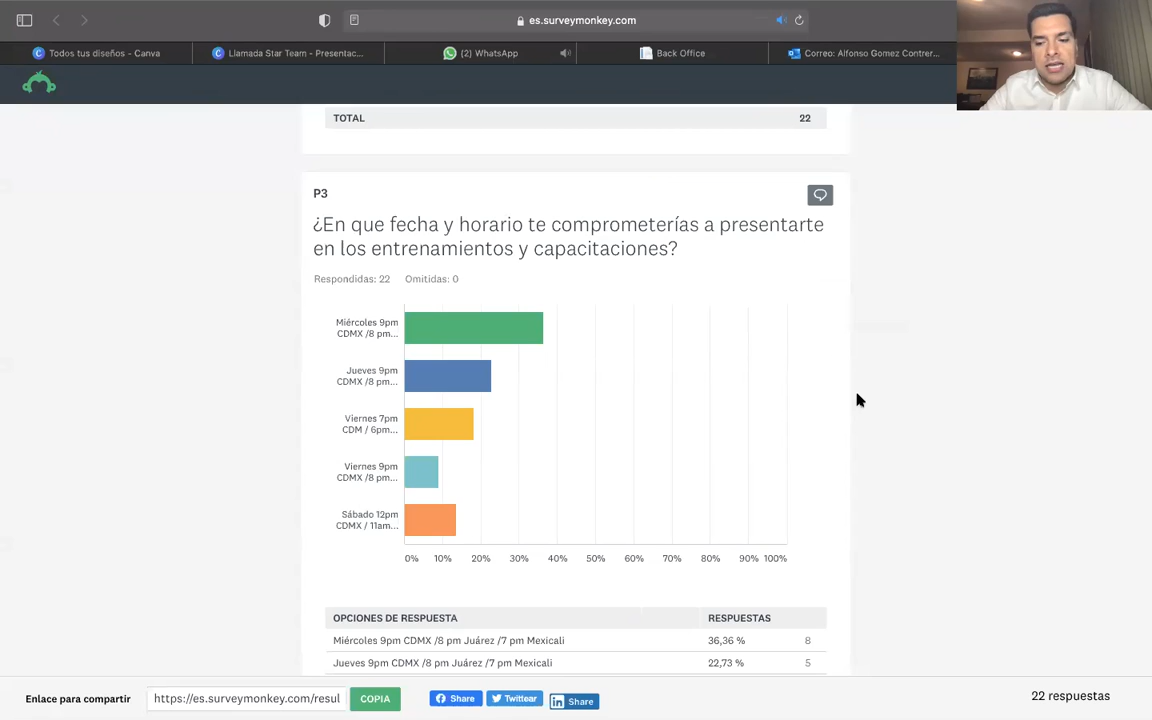 es.surveymonkey.com
Todos tus diseños - Canva
Llamada Star Team - Presentac...
(2) WhatsApp
Back Office
Correo: Alfonso Gomez Contrer...
TOTAL 22
P3
¿En que fecha y horario te comprometerías a presentarte
en los entrenamientos y capacitaciones?
Respondidas: 22 Omitidas: 0
Miércoles 9pm
CDMX /8 pm...
Jueves 9pm
CDMX /8 pm...
Viernes 7pm
CDM / 6pm...
Viernes 9pm
CDMX /8 pm...
Sábado 12pm
CDMX / 11am...
0% 10% 20% 30% 40% 50% 60% 70% 80% 90% 100%
OPCIONES DE RESPUESTA RESPUESTAS
Miércoles 9pm CDMX /8 pm Juárez /7 pm Mexicali 36,36 % 8
Jueves 9pm CDMX /8 pm Juárez /7 pm Mexicali 22,73 % 5
Enlace para compartir https://es.surveymonkey.com/resul COPIA Share Twittear Share 22 respuestas